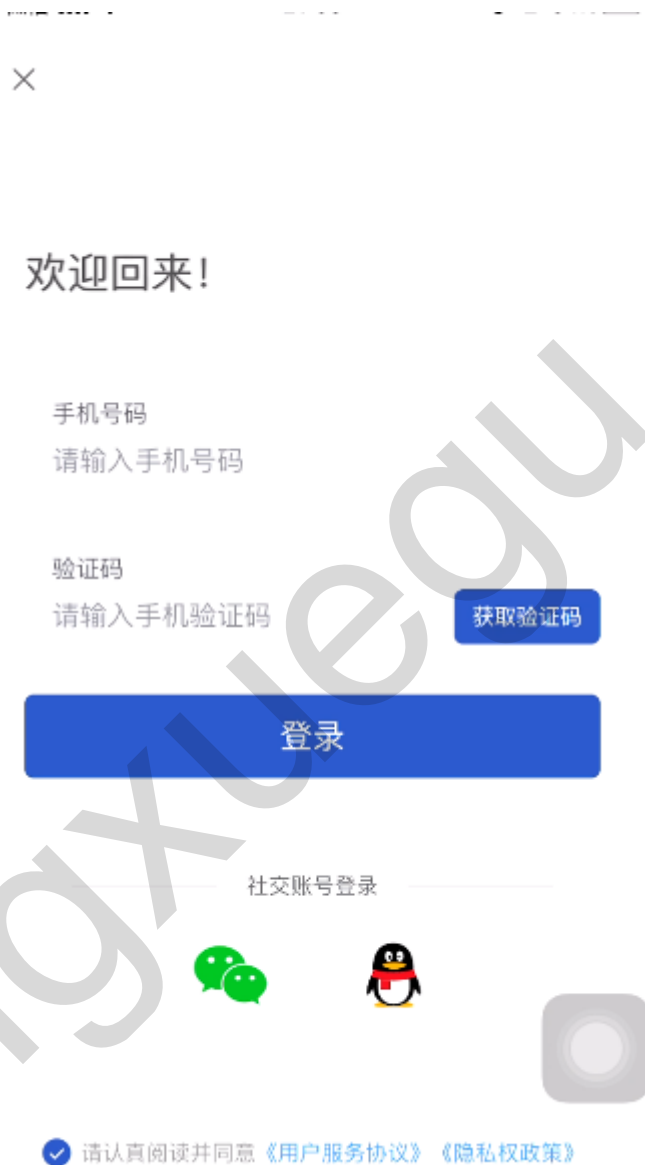 欢迎回来!
手机号码
请输入手机号码
验证码
请输入手机验证码 获取验证码
登录
社交账号登录
请认真阅读并同意《用户服务协议》《隐私权政策》
gxuegu